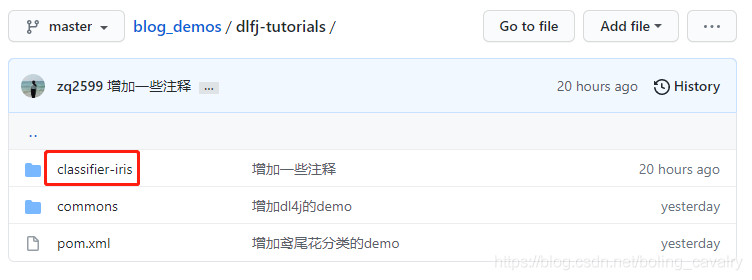 master blog_demos / dlfj-tutorials / Go to file Add file ...
zq2599 增加一些注释 ... 20 hours ago History
..
classifier-iris 增加一些注释 20 hours ago
commons 增加dl4j的demo yesterday
pom.xml 增加鸢尾花分类的demo yesterday
https://blog.csdn.net/boling_cavalry